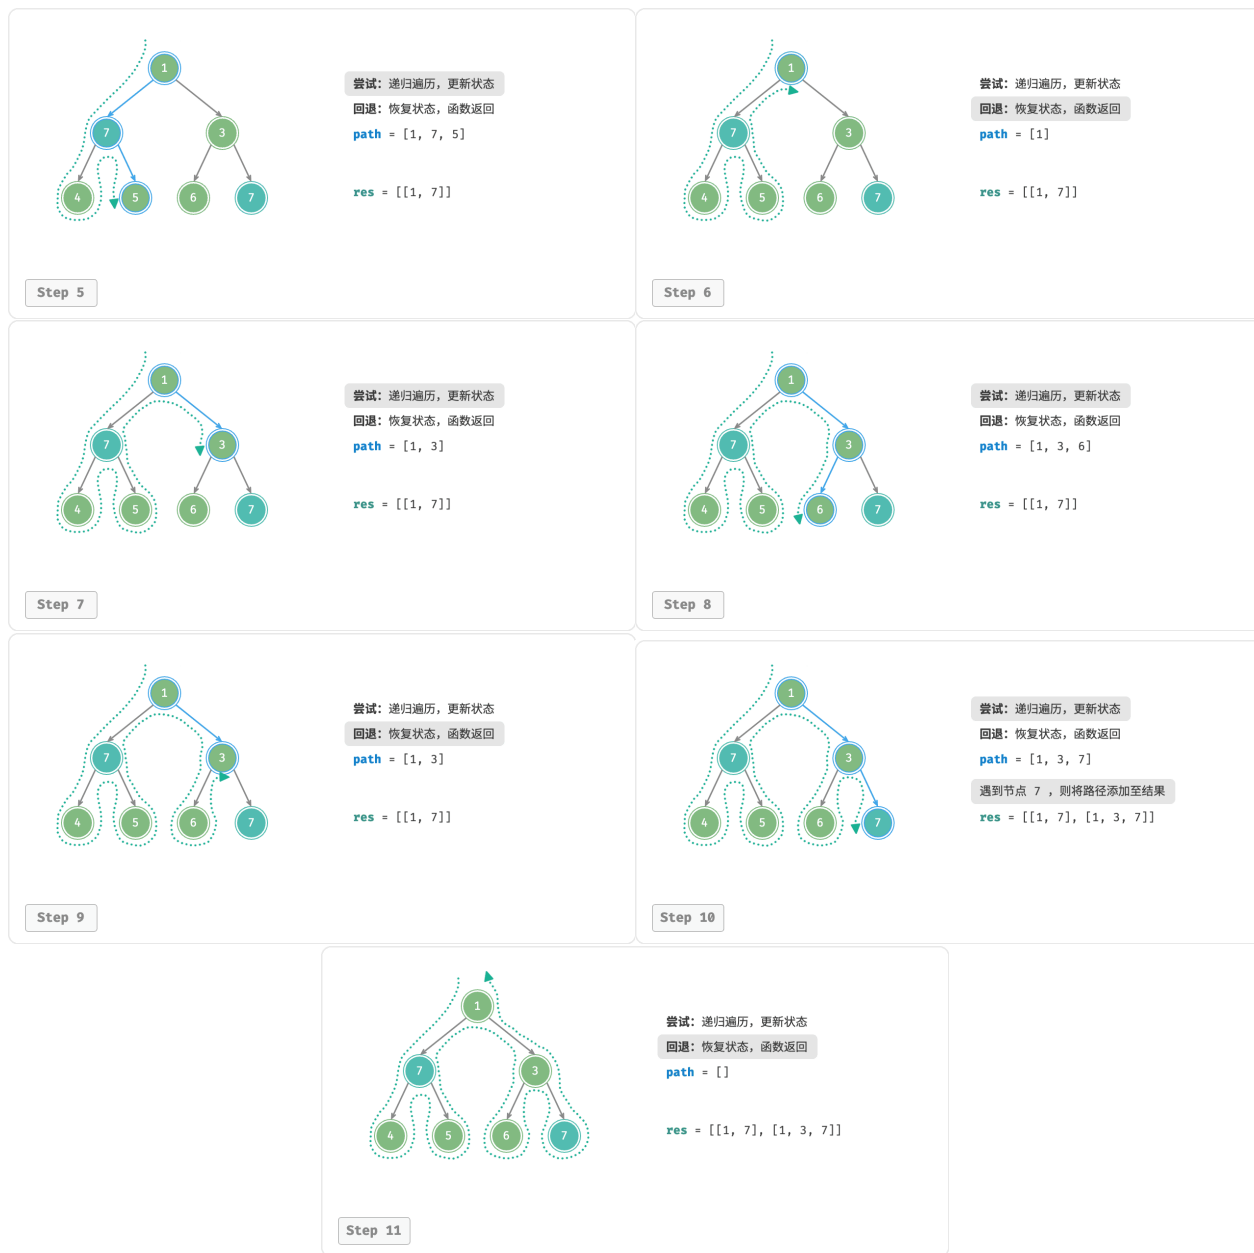 1
7
3
4
5
6
7
尝试：递归遍历，更新状态
回退：恢复状态，函数返回
path = [1, 7, 5]
res = [[1, 7]]
Step 5
1
7
3
4
5
6
7
尝试：递归遍历，更新状态
回退：恢复状态，函数返回
path = [1]
res = [[1, 7]]
Step 6
1
7
3
4
5
6
7
尝试：递归遍历，更新状态
回退：恢复状态，函数返回
path = [1, 3]
res = [[1, 7]]
Step 7
1
7
3
4
5
6
7
尝试：递归遍历，更新状态
回退：恢复状态，函数返回
path = [1, 3, 6]
res = [[1, 7]]
Step 8
1
7
3
4
5
6
7
尝试：递归遍历，更新状态
回退：恢复状态，函数返回
path = [1, 3]
res = [[1, 7]]
Step 9
1
7
3
4
5
6
7
尝试：递归遍历，更新状态
回退：恢复状态，函数返回
path = [1, 3, 7]
遇到节点 7 ，则将路径添加至结果
res = [[1, 7], [1, 3, 7]]
Step 10
1
7
3
4
5
6
7
尝试：递归遍历，更新状态
回退：恢复状态，函数返回
path = []
res = [[1, 7], [1, 3, 7]]
Step 11